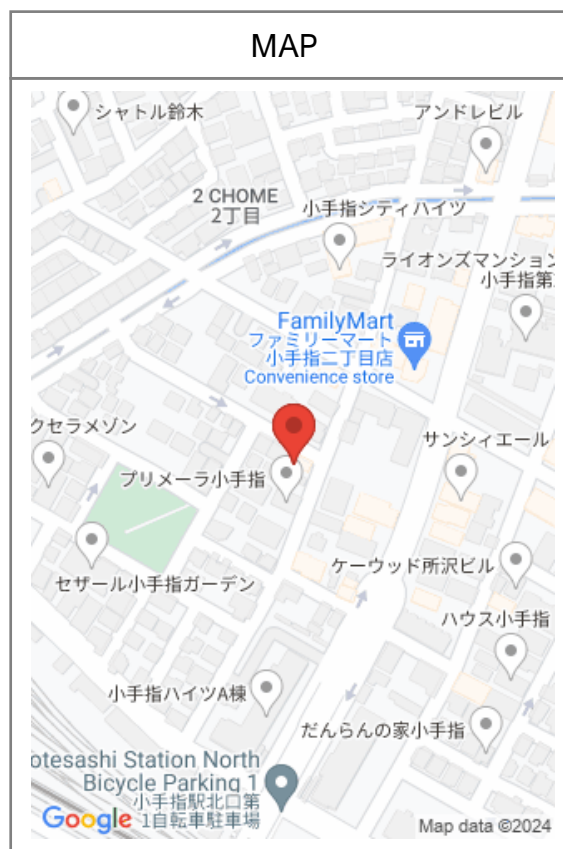 MAP
シャトル鈴木
アンドレビル
2 CHOME
2丁目
小手指シティハイツ
ライオンズマンション
小手指第
FamilyMart
ファミリーマート
小手指二丁目店
Convenience store
クセラメゾン
サンシィエール
プリメーラ小手指
ケーウッド所沢ビル
セザール小手指ガーデン
ハウス小手指
小手指ハイツA棟
だんらんの家小手指
otesashi Station North
Bicycle Parking 1
小手指駅北口第
1自転車駐車場
Google
Map data ©2024